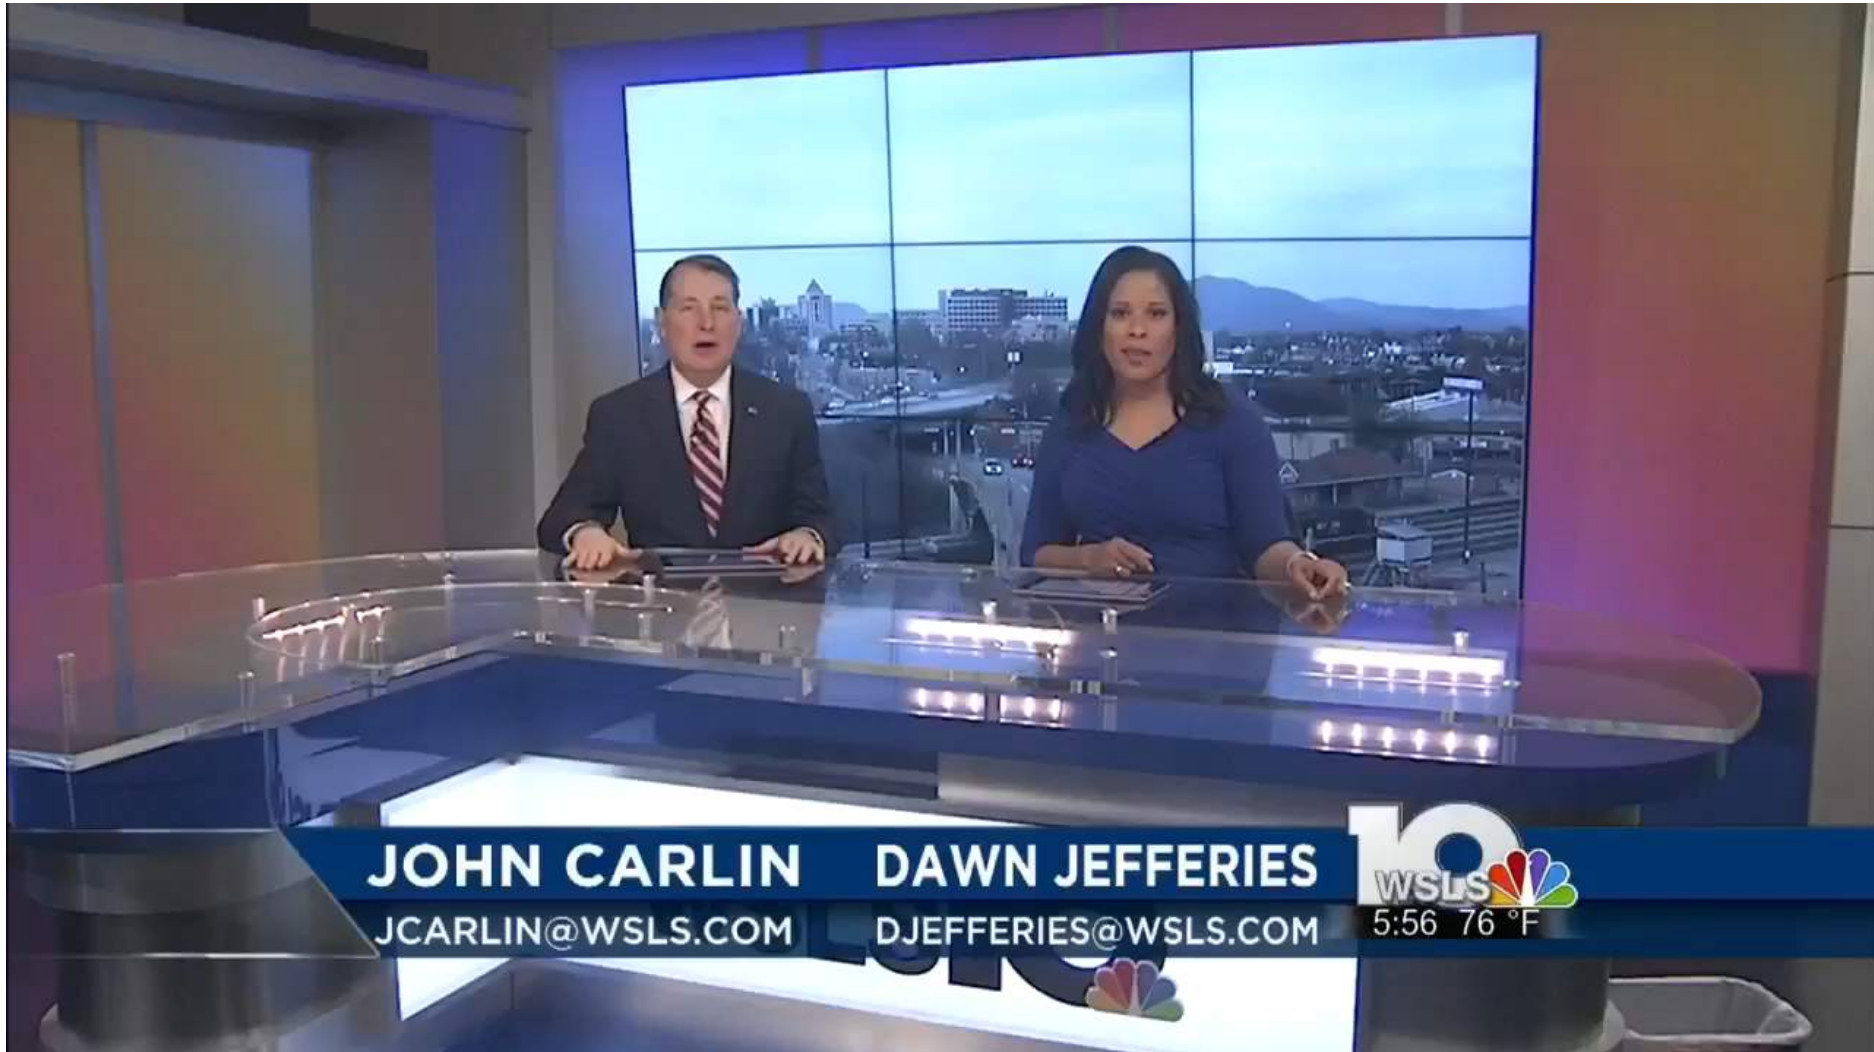 JOHN CARLIN
JCARLIN@WSLS.COM
DAWN JEFFERIES
DJEFFERIES@WSLS.COM
10
WSLS
5:56 76 °F